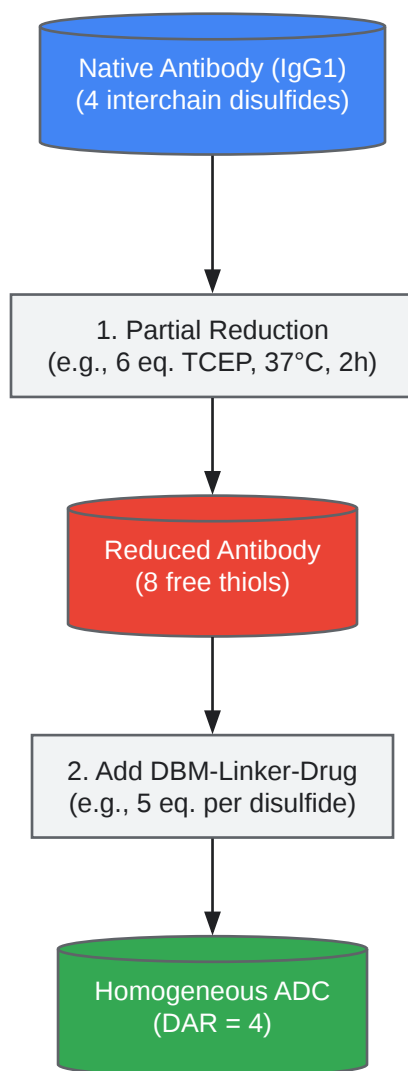 Native Antibody (IgG1)
(4 interchain disulfides)
1. Partial Reduction
(e.g., 6 eq. TCEP, 37°C, 2h)
Reduced Antibody
(8 free thiols)
2. Add DBM-Linker-Drug
(e.g., 5 eq. per disulfide)
Homogeneous ADC
(DAR = 4)